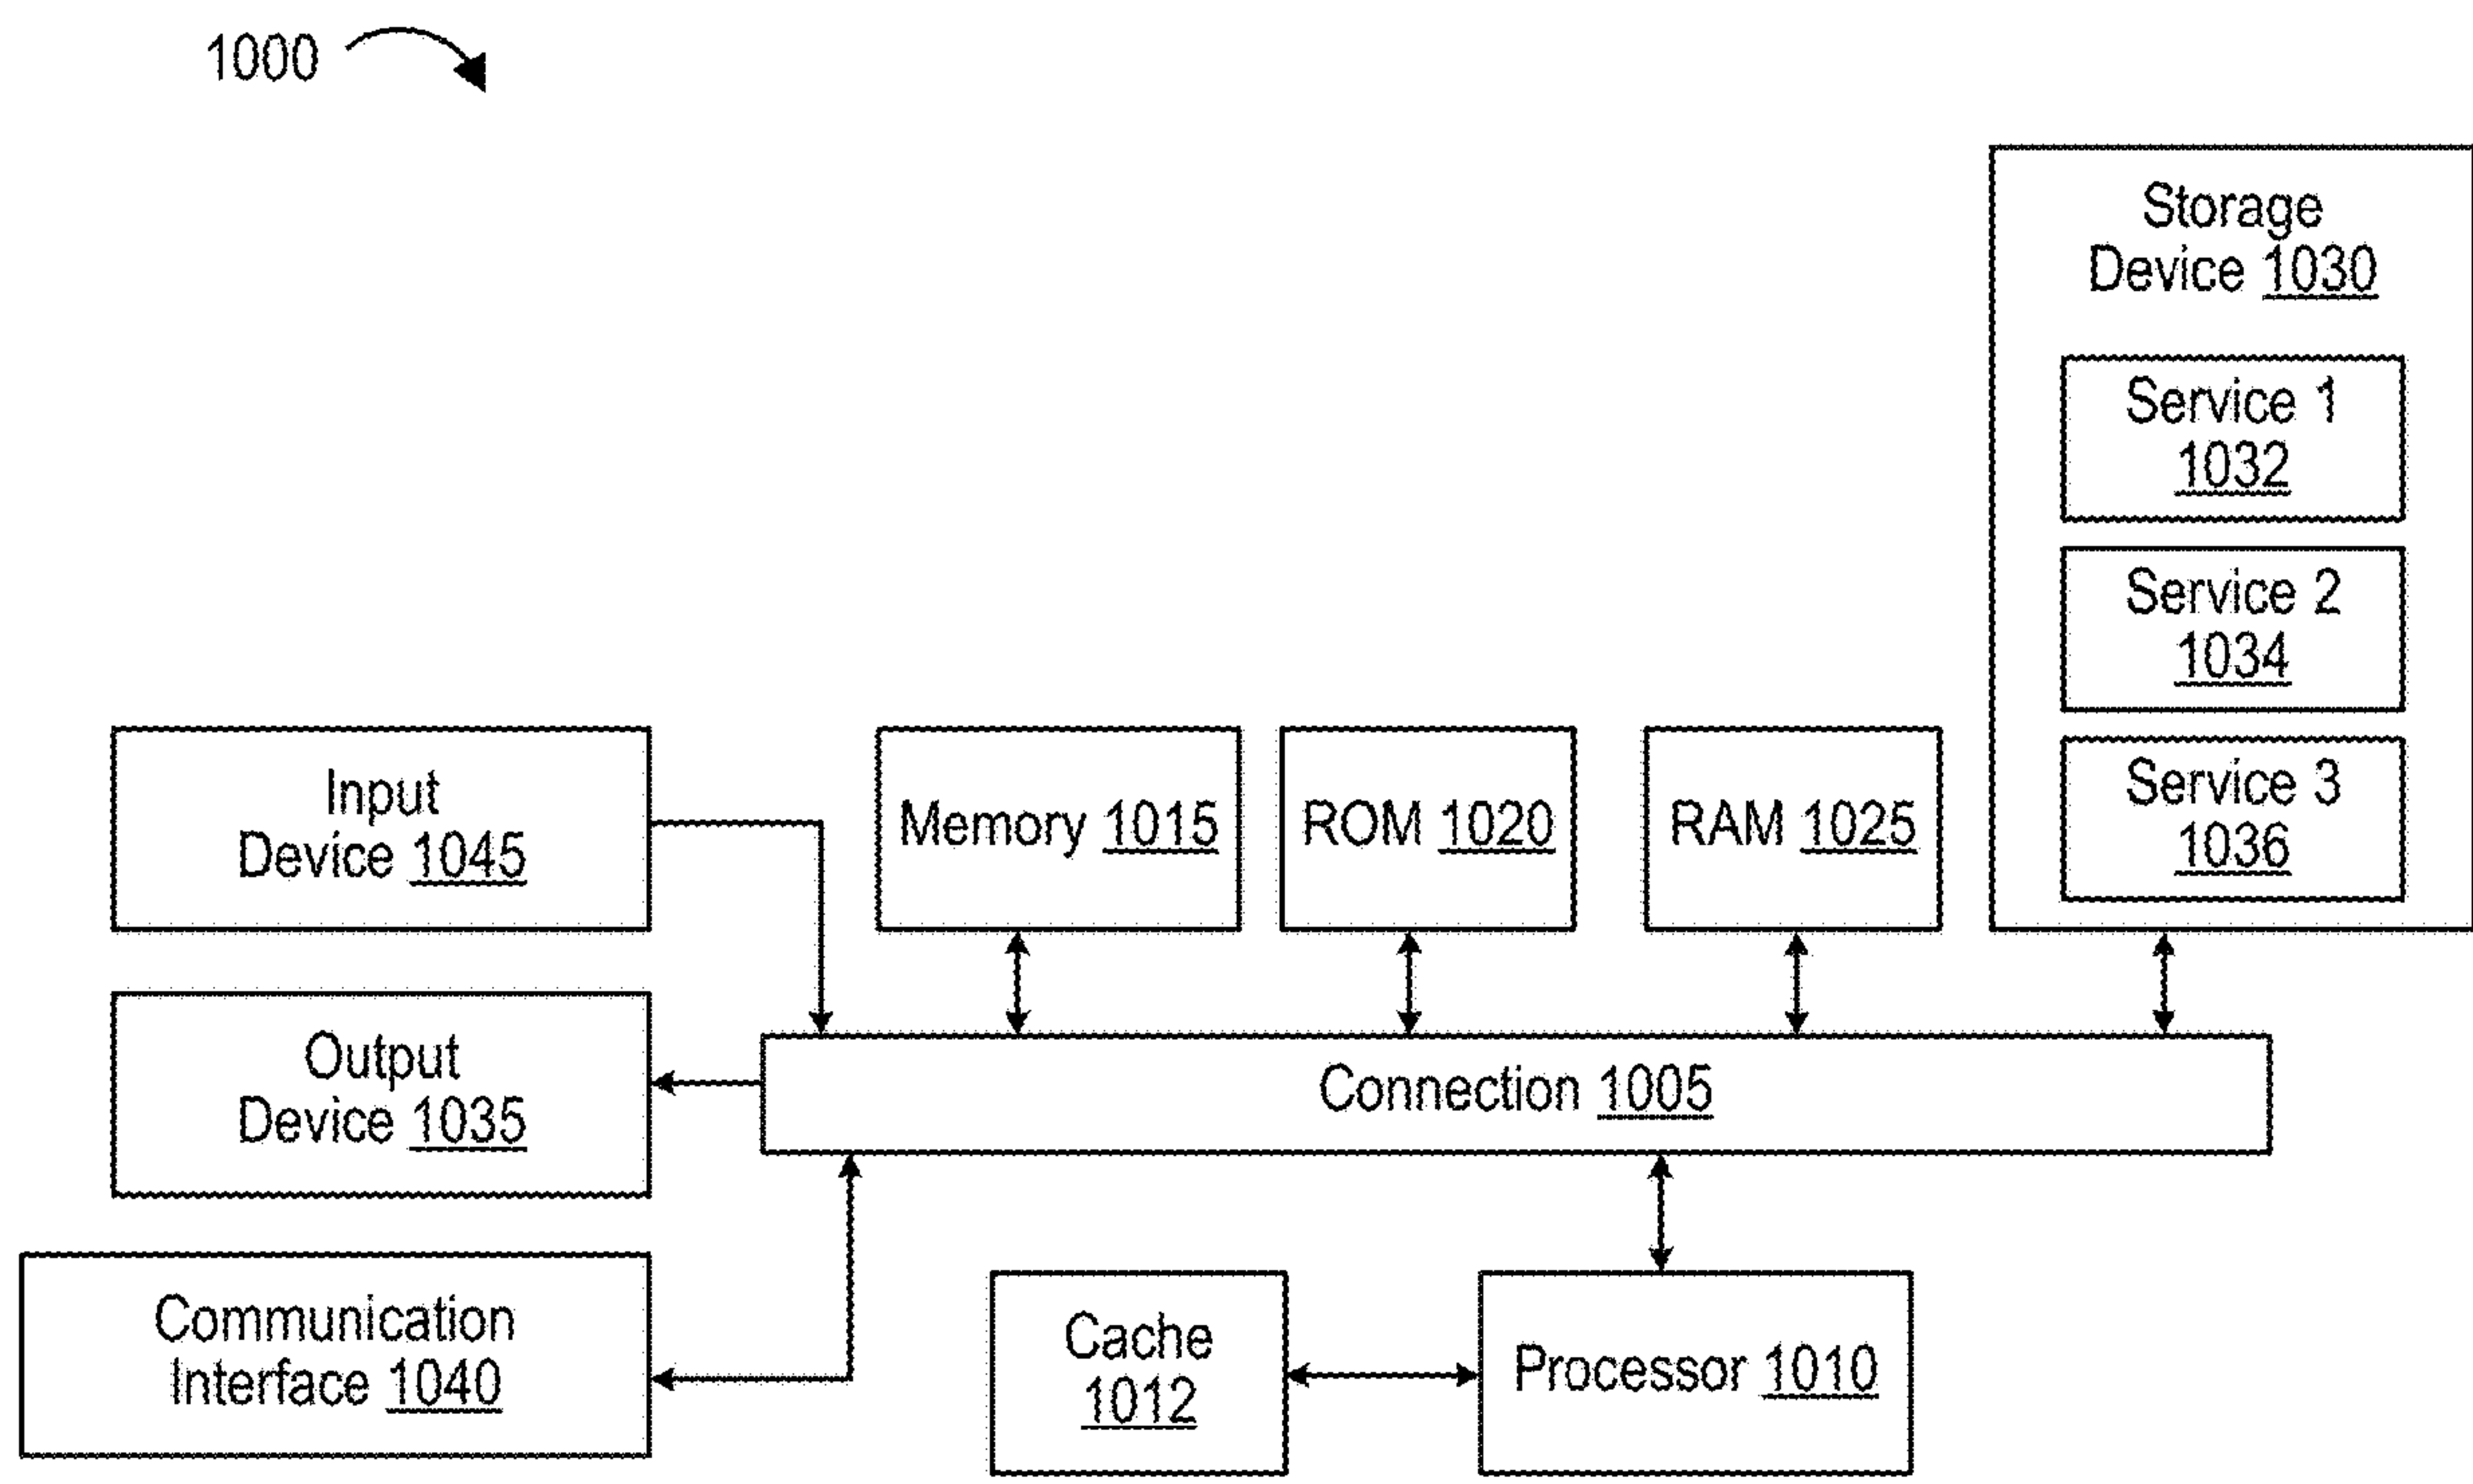 1000
Storage
Device 1030
Service 1
1032
Service 2
1034
Service 3
1036
Input
Device 1045
Memory 1015
ROM 1020
RAM 1025
Output
Device 1035
Connection 1005
Communication
Interface 1040
Cache
1012
Processor 1010